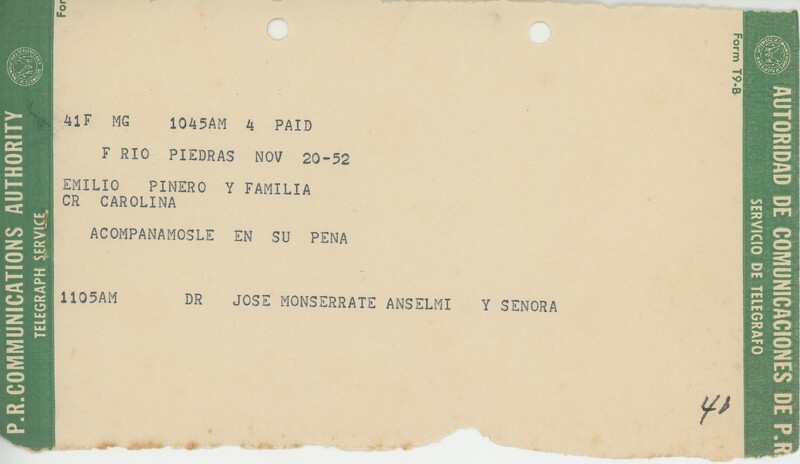 P.R. COMMUNICATIONS AUTHORITY
TELEGRAPH SERVICE
For
Form T9-B
AUTORIDAD DE COMUNICACIONES DE P.R
SERVICIO DE TELEGRAFO
41F MG 1045AM 4 PAID
F RIO PIEDRAS NOV 20-52
EMILIO PINERO Y FAMILIA
CR CAROLINA
ACOMPANAMOSLE EN SU PENA
1105AM DR JOSE MONSERRATE ANSELMI Y SENORA